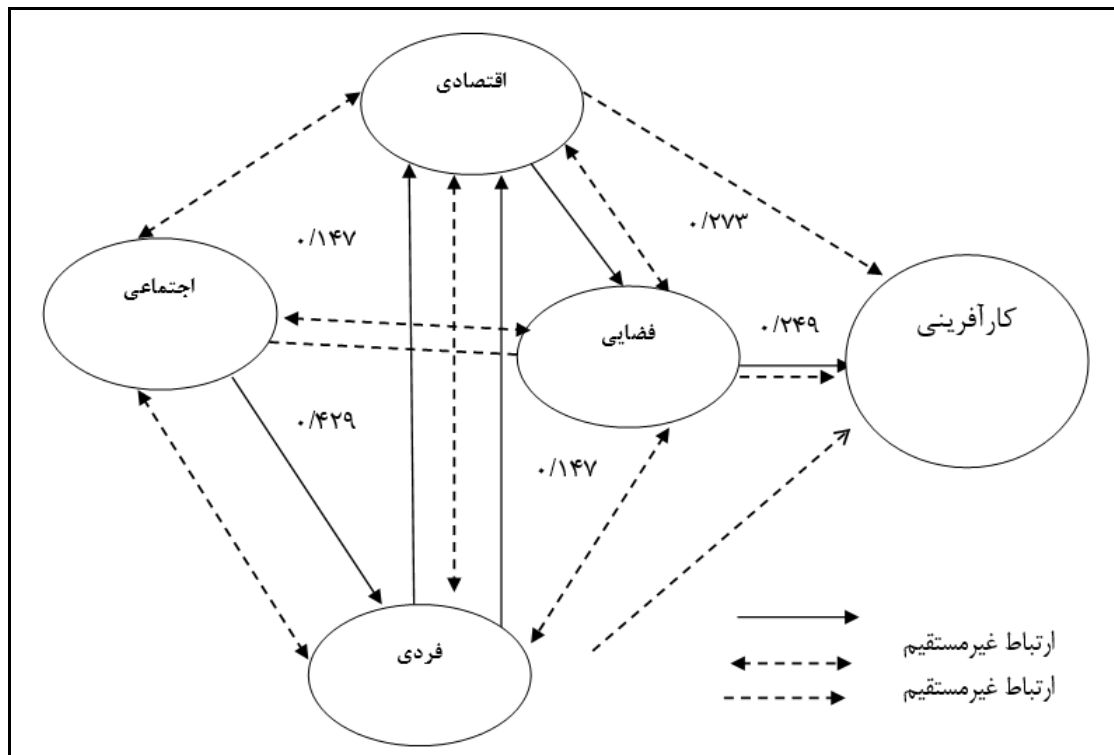 اقتصادی
۰/۲۷۳
۰/۱۴۷
اجتماعی
فضایی
۰/۲۴۹
کارآفرینی
۰/۴۲۹
۰/۱۴۷
فردی
ارتباط غیرمستقیم
ارتباط غیرمستقیم